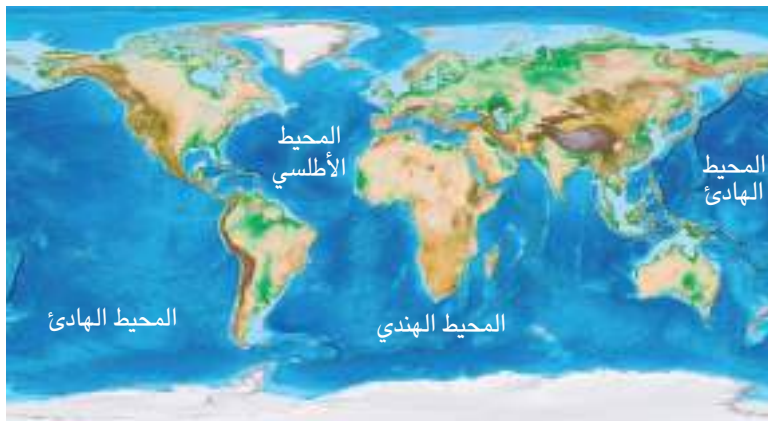 المحيط
الأطلسي
المحيط
الهادئ
المحيط الهندي
المحيط الهادئ